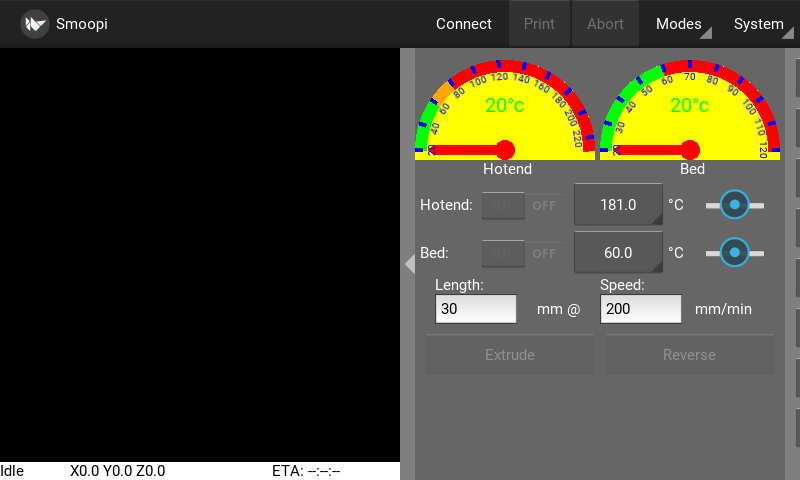 Smoopi
Connect
Print
Abort
Modes
System
20 40 60 80 100 120 140 160 180 200 220
20°c
Hotend
20 30 40 50 60 70 80 90 100 110 120
20°c
Bed
Hotend: ON OFF 181.0 °C
Bed: ON OFF 60.0 °C
Length: Speed:
30 mm @ 200 mm/min
Extrude Reverse
Idle X0.0 Y0.0 Z0.0 ETA: --:--:--